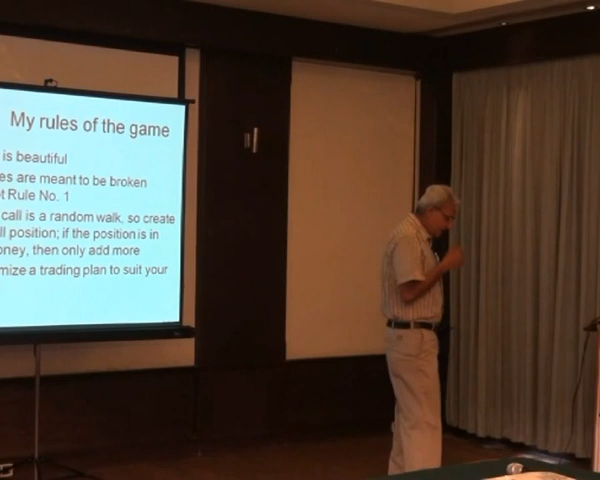 My rules of the game
is beautiful
es are meant to be broken
t Rule No. 1
call is a random walk, so create
ll position; if the position is in
oney, then only add more
mize a trading plan to suit your